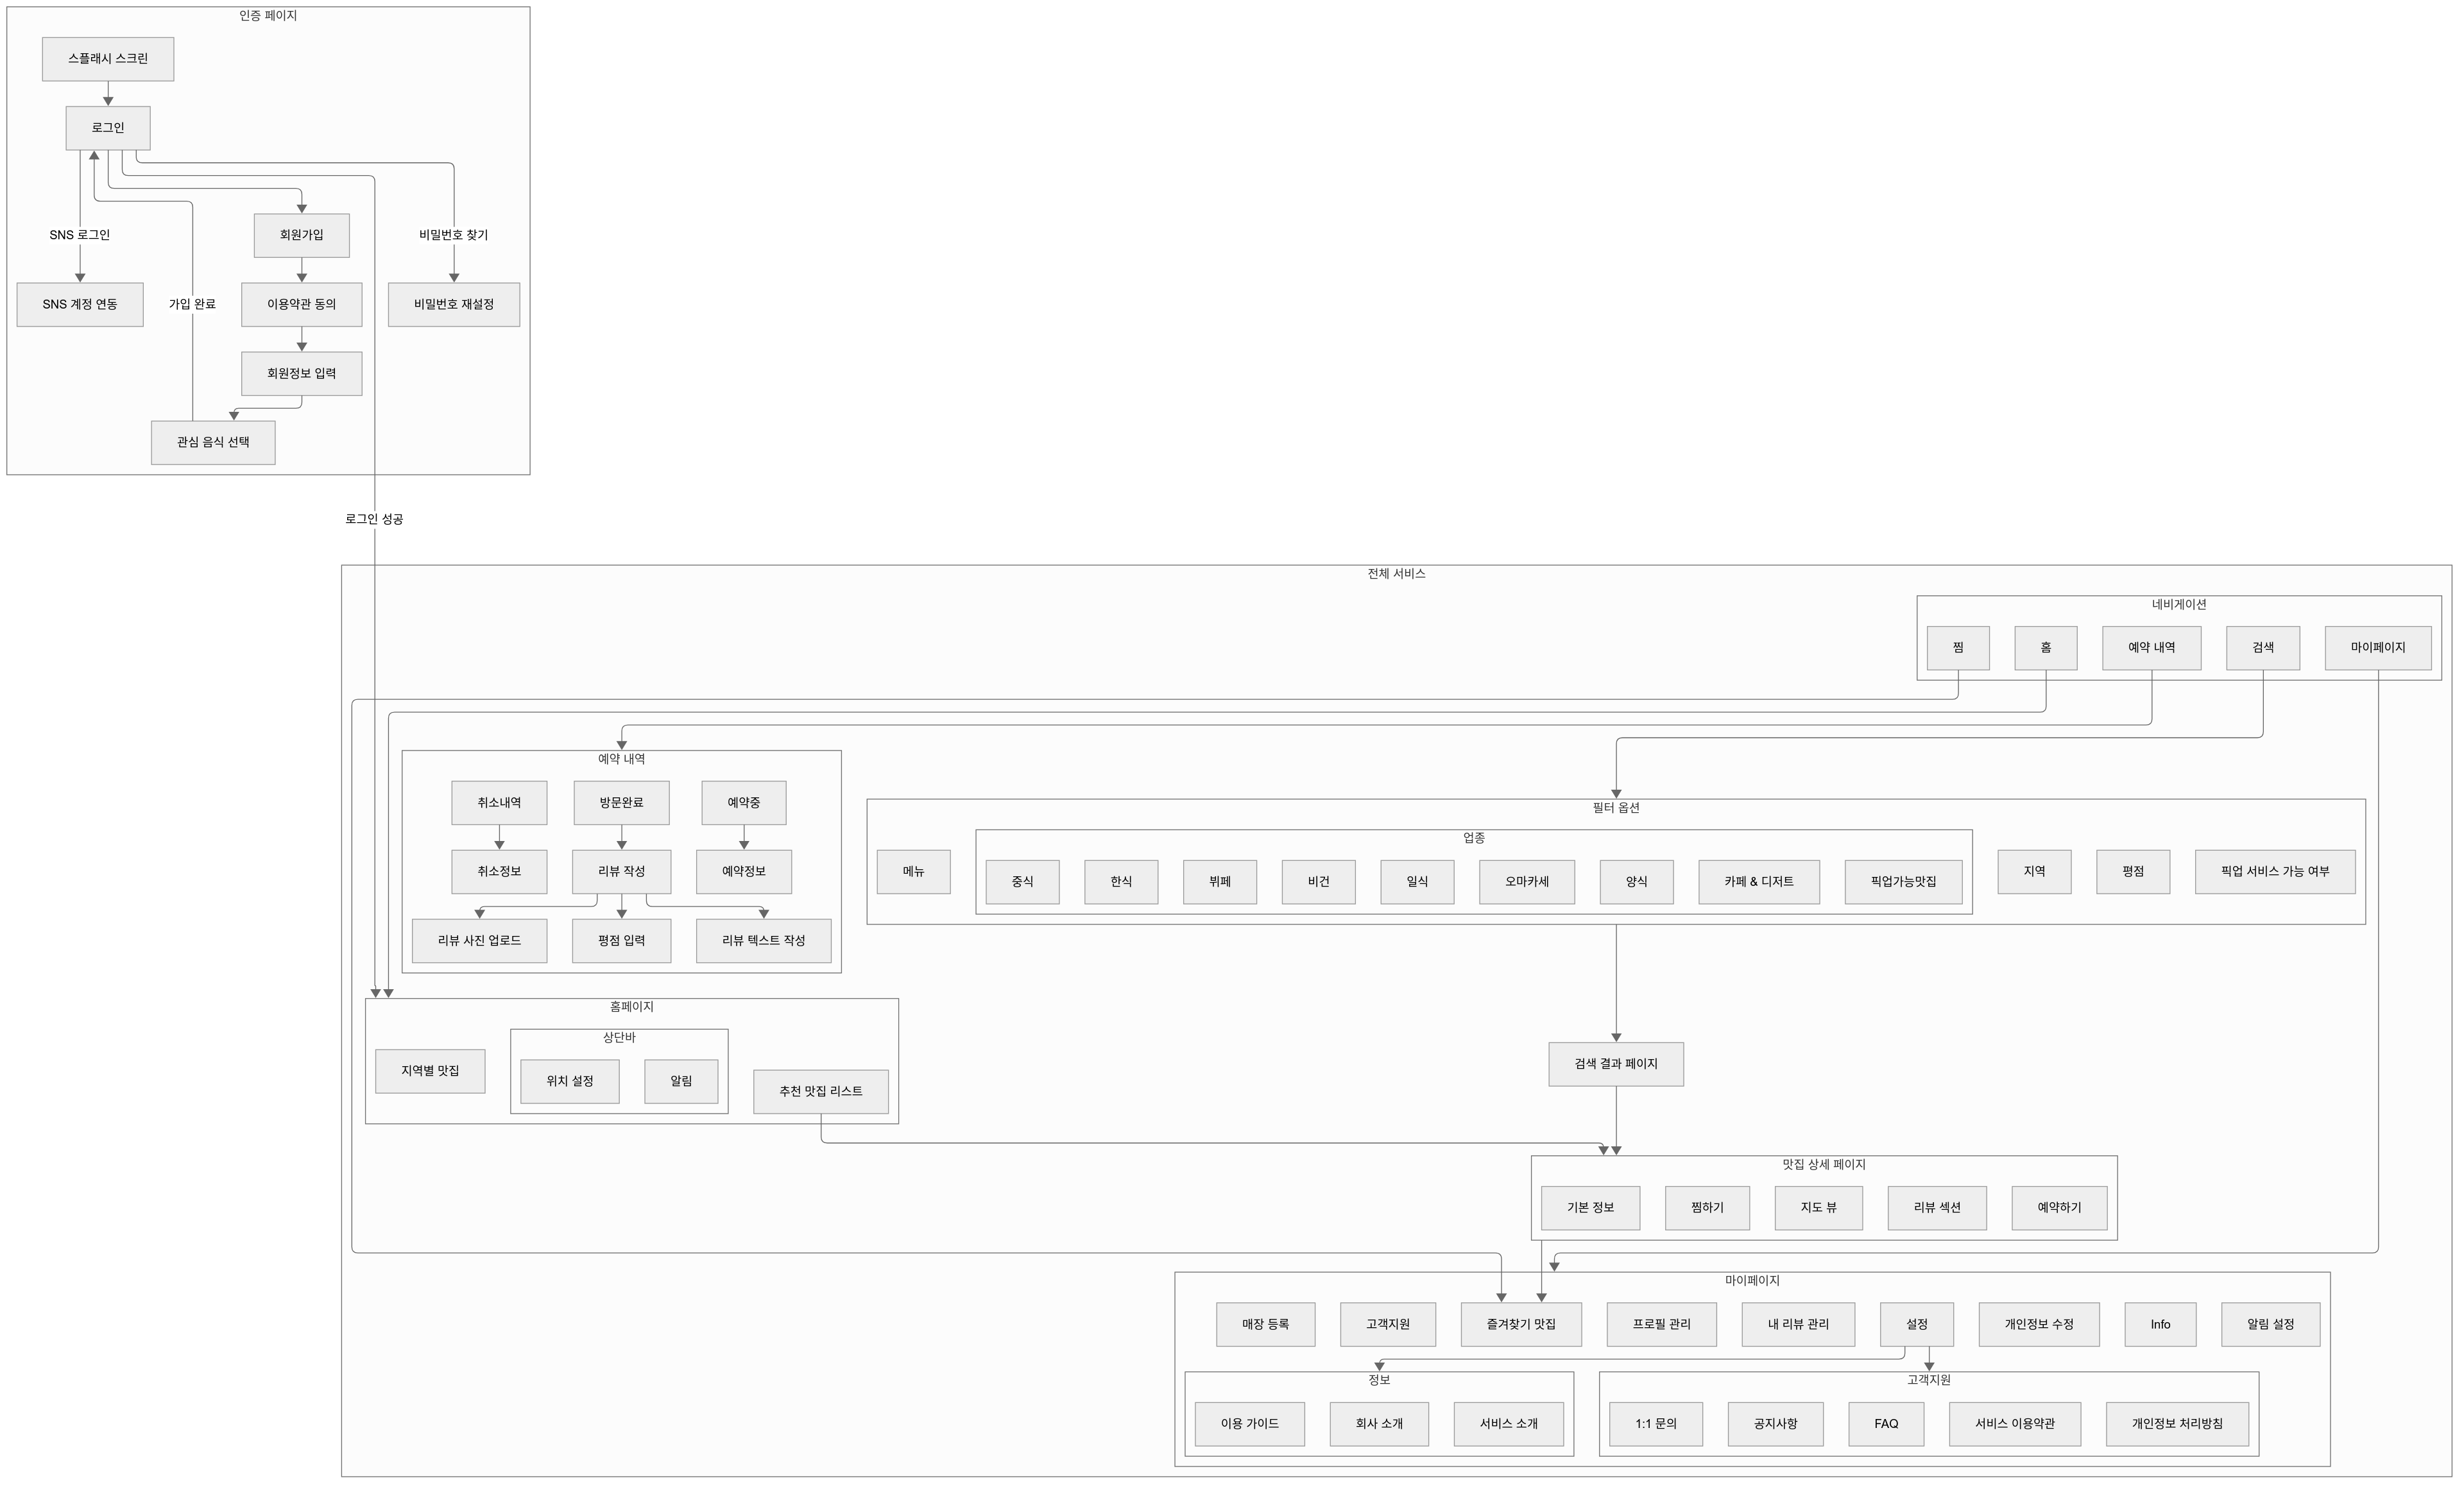 인증 페이지
스플래시 스크린
로그인
회원가입
SNS 로그인
비밀번호 찾기
SNS 계정 연동
가입 완료
이용약관 동의
비밀번호 재설정
회원정보 입력
관심 음식 선택
로그인 성공
전체 서비스
네비게이션
찜
홈
예약 내역
검색
마이페이지
예약 내역
취소내역
방문완료
예약중
취소정보
리뷰 작성
예약정보
리뷰 사진 업로드
평점 입력
리뷰 텍스트 작성
필터 옵션
메뉴
업종
중식
한식
뷔페
비건
일식
오마카세
양식
카페 & 디저트
픽업가능맛집
지역
평점
픽업 서비스 가능 여부
홈페이지
지역별 맛집
상단바
위치 설정
알림
추천 맛집 리스트
검색 결과 페이지
맛집 상세 페이지
기본 정보
찜하기
지도 뷰
리뷰 섹션
예약하기
마이페이지
매장 등록
고객지원
즐겨찾기 맛집
프로필 관리
내 리뷰 관리
설정
개인정보 수정
Info
알림 설정
정보
이용 가이드
회사 소개
서비스 소개
고객지원
1:1 문의
공지사항
FAQ
서비스 이용약관
개인정보 처리방침